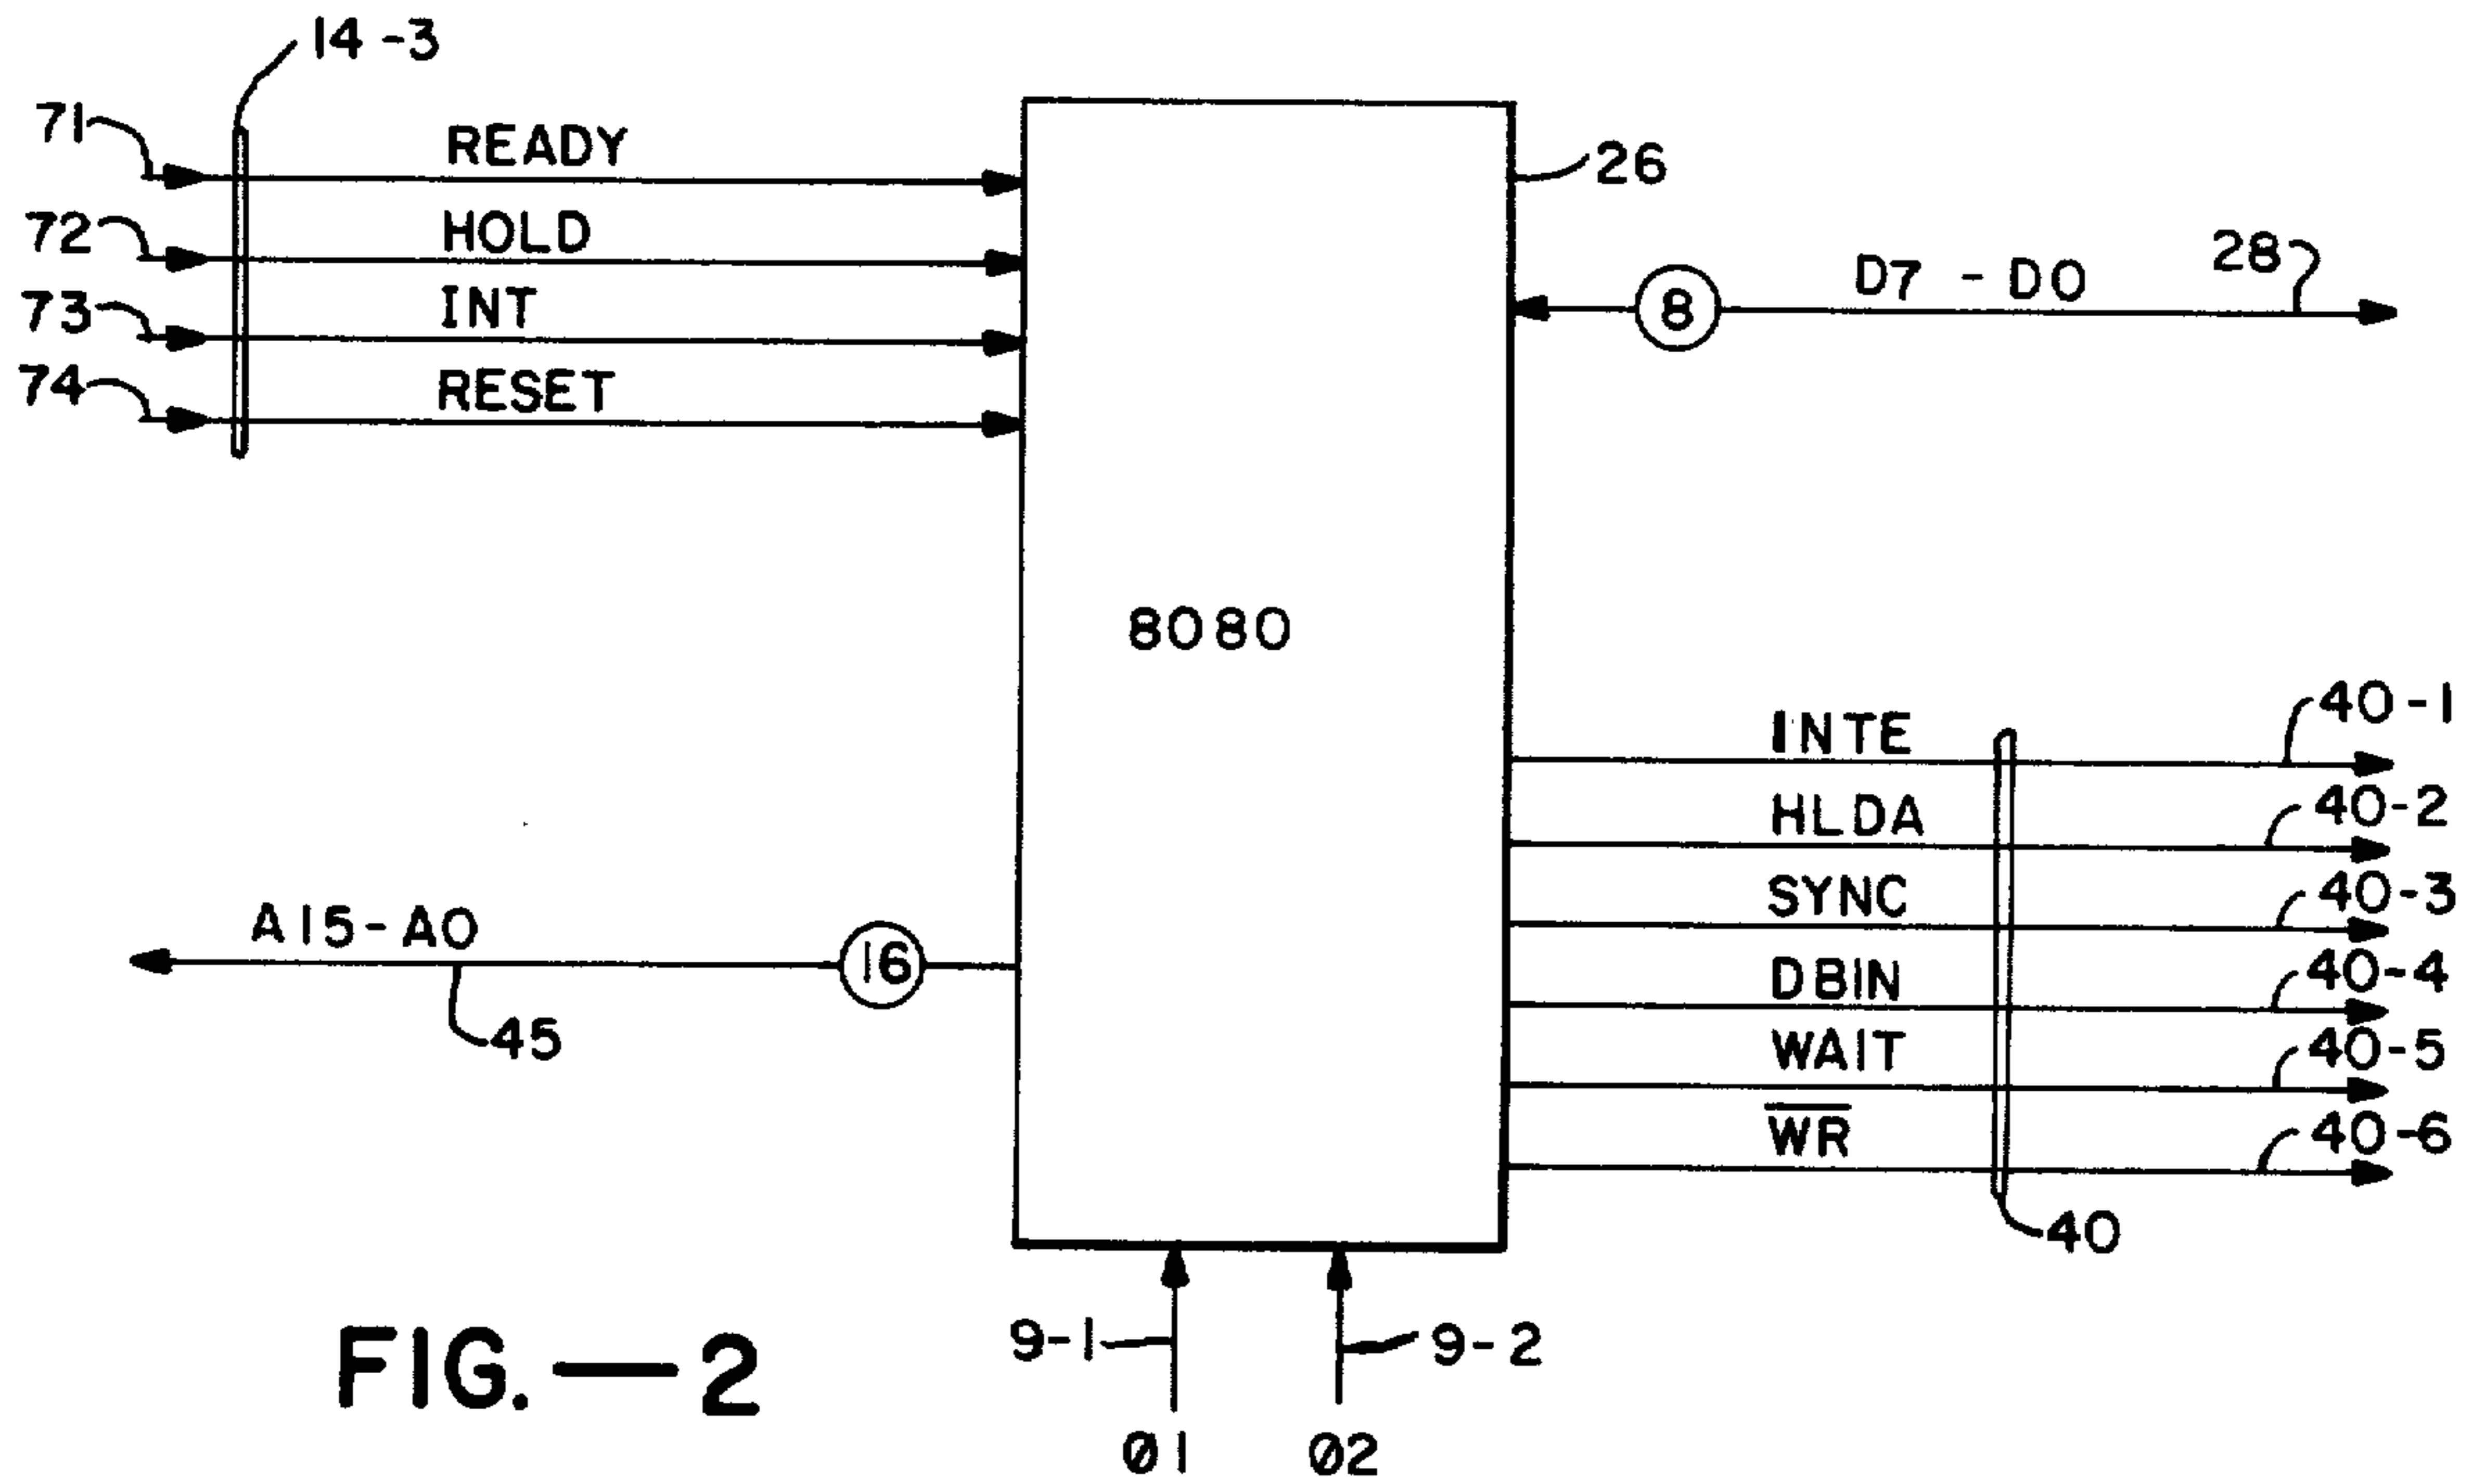 14-3
71
READY
26
72
HOLD
28
D7 - D0
8
73
INT
74
RESET
8080
40-1
INTE
40-2
HLDA
40-3
SYNC
A15-A0
16
40-4
DBIN
45
40-5
WAIT
40-6
W̅R̅
40
9-1
9-2
FIG.—2
Ø1
Ø2